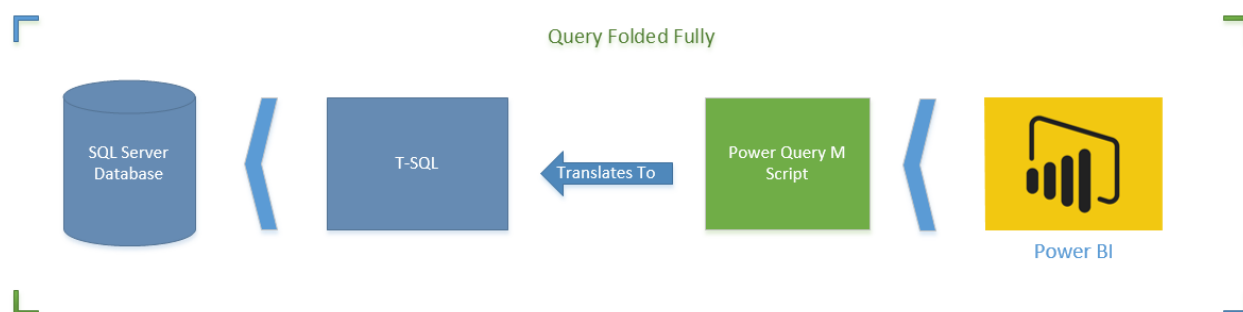 Query Folded Fully
SQL Server
Database
T-SQL
Translates To
Power Query M
Script
Power BI